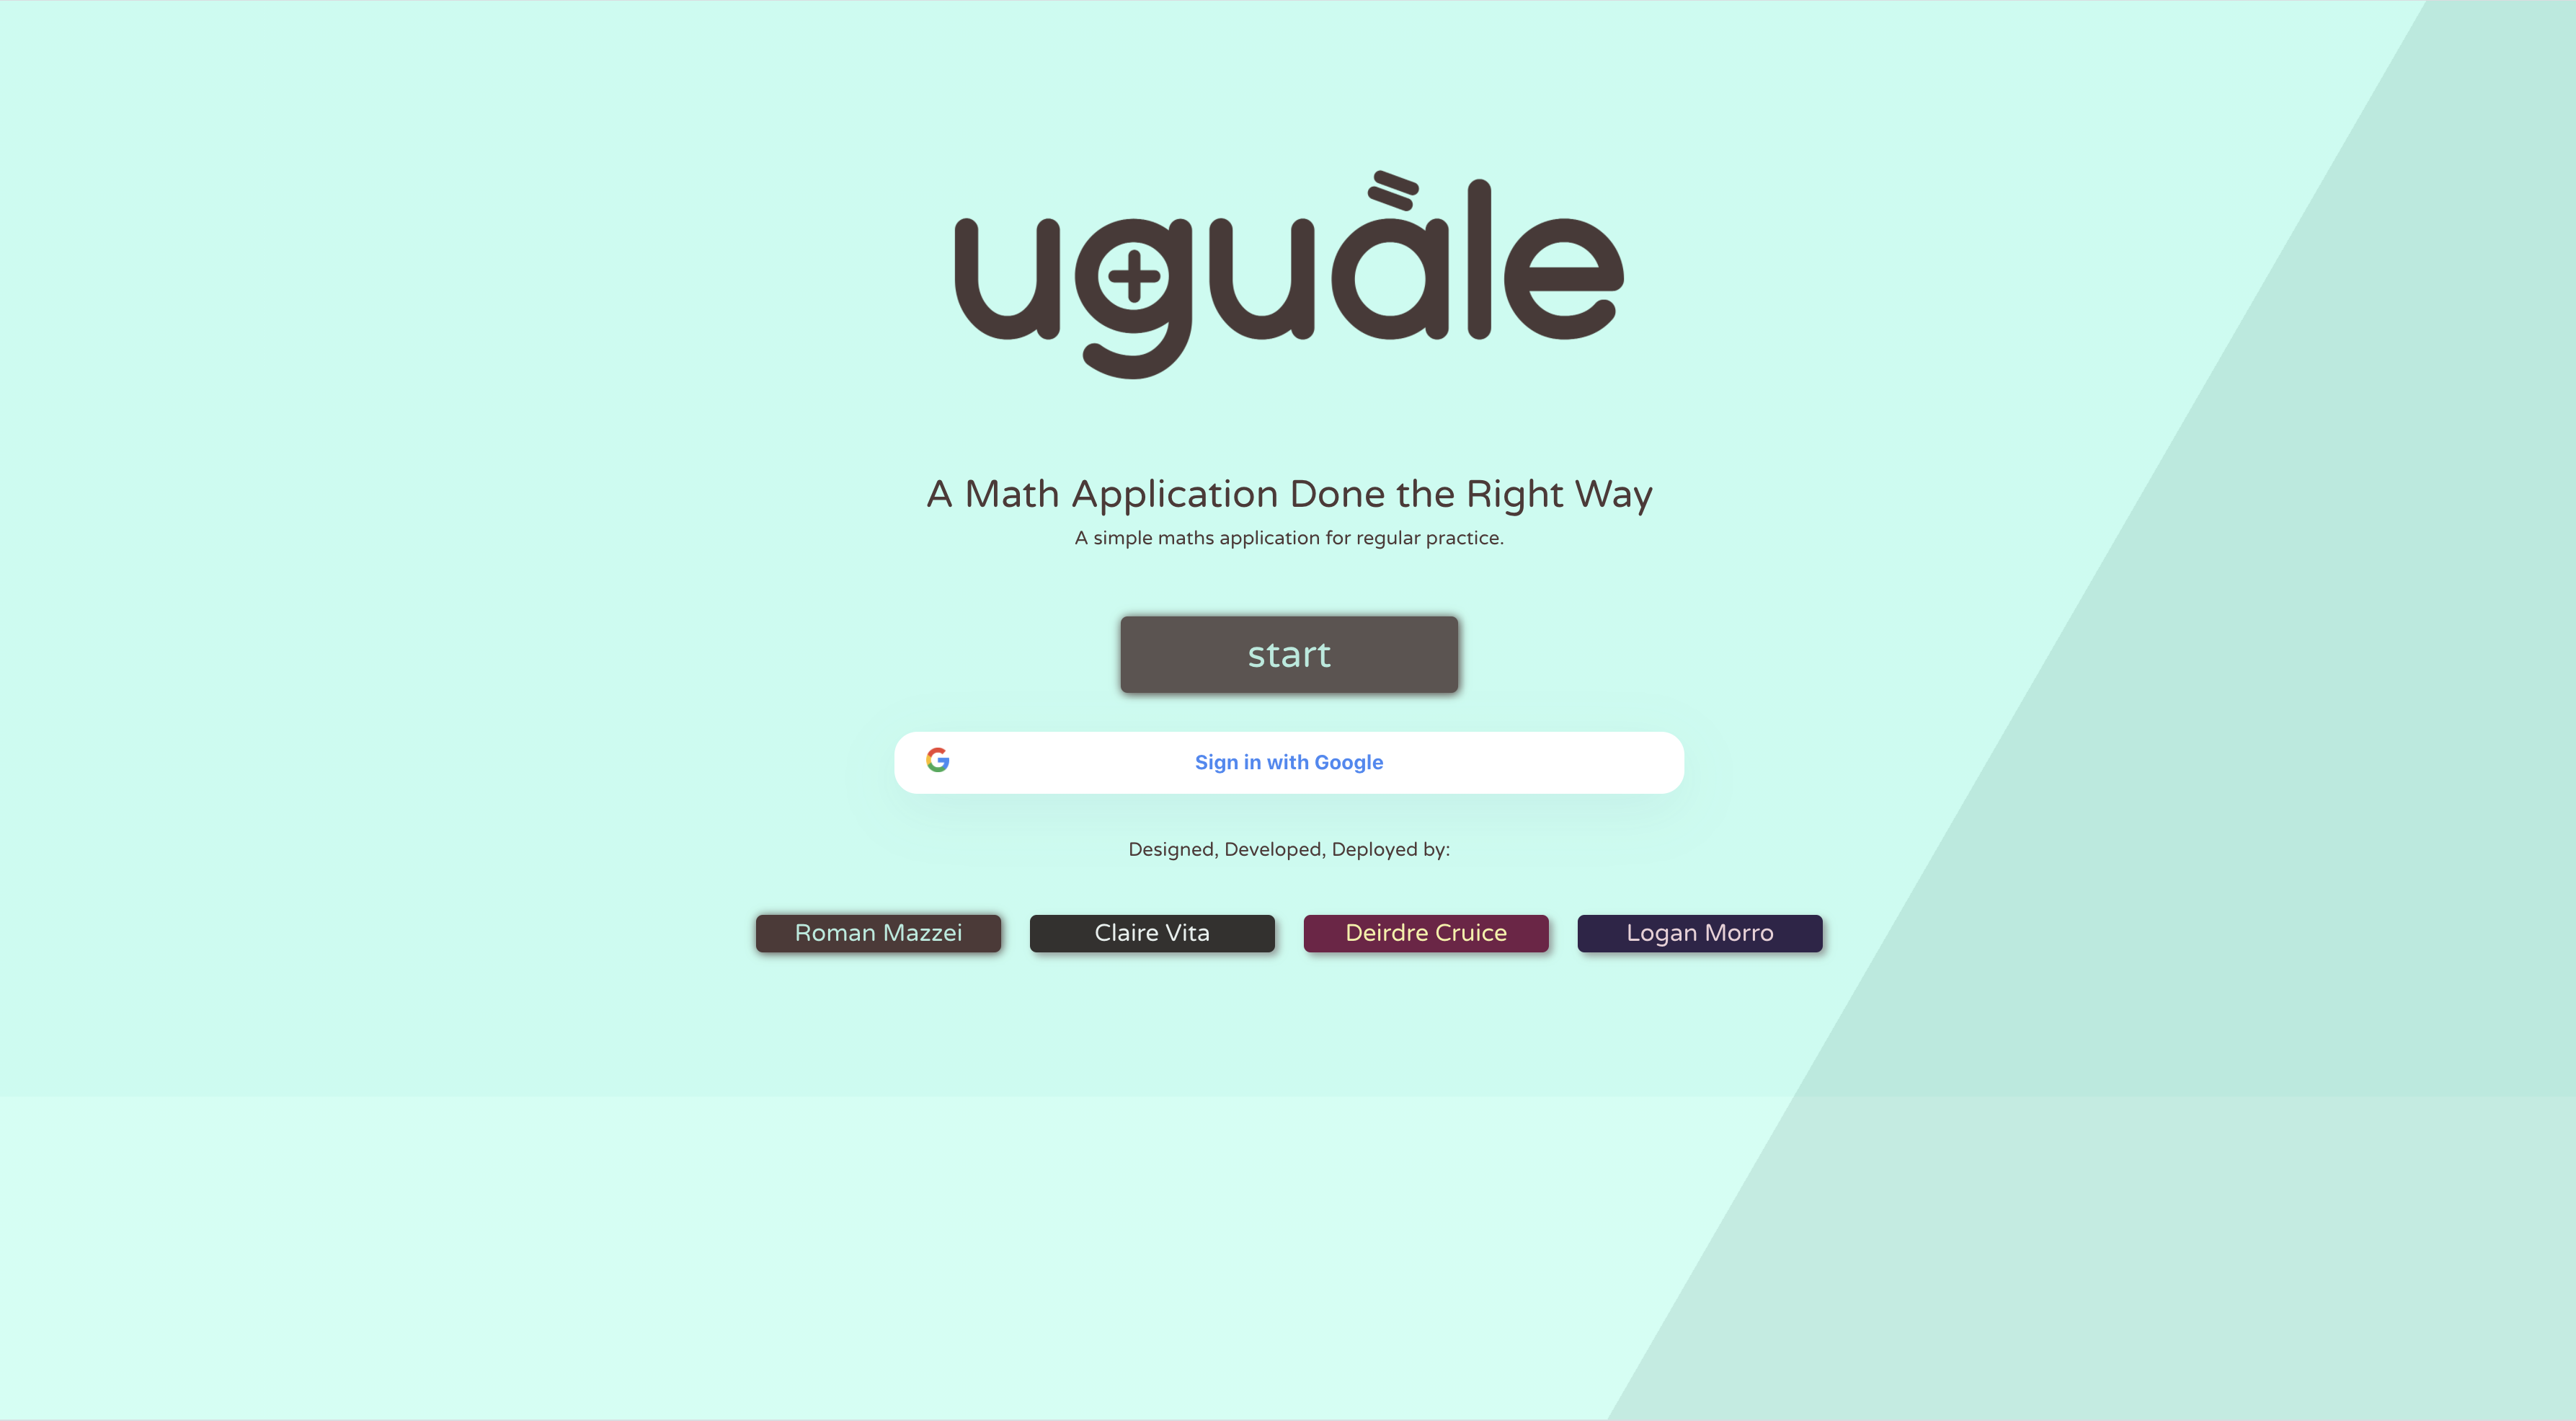 uguàle
A Math Application Done the Right Way
A simple maths application for regular practice.
start
Sign in with Google
Designed, Developed, Deployed by:
Roman Mazzei Claire Vita Deirdre Cruice Logan Morro